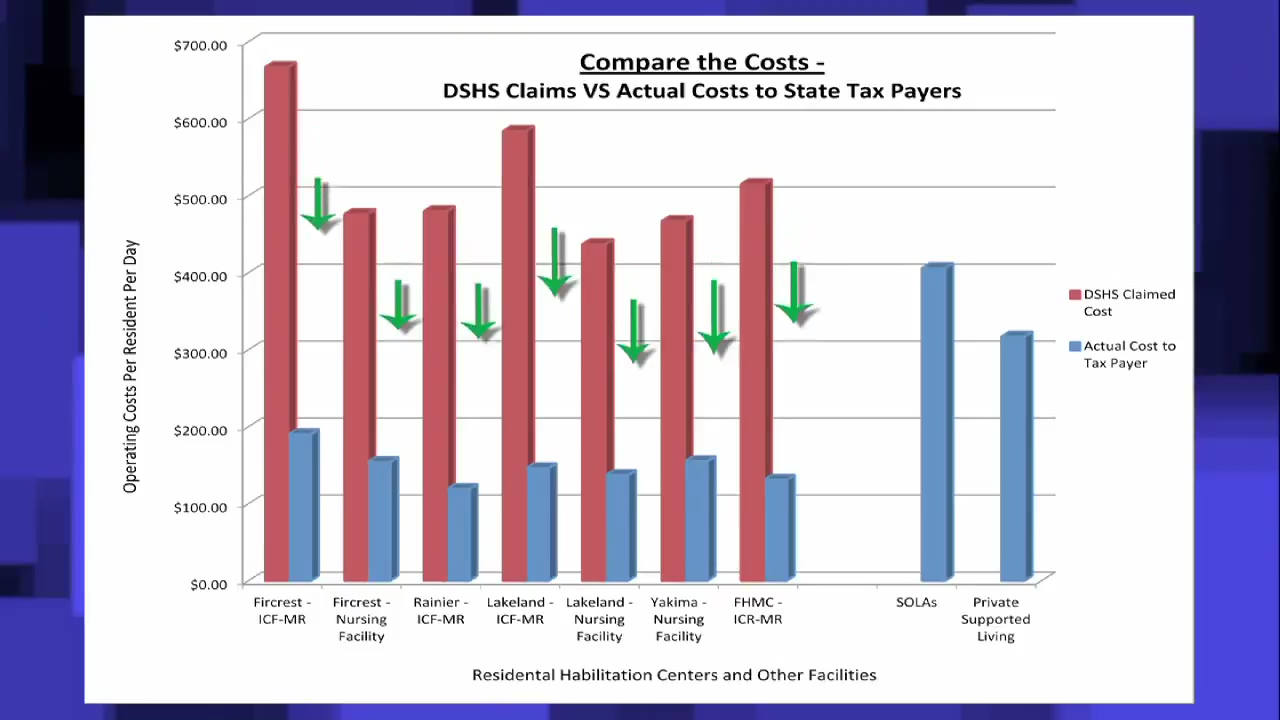 Compare the Costs -
DSHS Claims VS Actual Costs to State Tax Payers
Operating Costs Per Resident Per Day
$700.00
$600.00
$500.00
$400.00
$300.00
$200.00
$100.00
$0.00
Fircrest -
ICF-MR
Fircrest -
Nursing
Facility
Rainier -
ICF-MR
Lakeland -
ICF-MR
Lakeland -
Nursing
Facility
Yakima -
Nursing
Facility
FHMC -
ICR-MR
SOLAs
Private
Supported
Living
Residental Habilitation Centers and Other Facilities
DSHS Claimed
Cost
Actual Cost to
Tax Payer